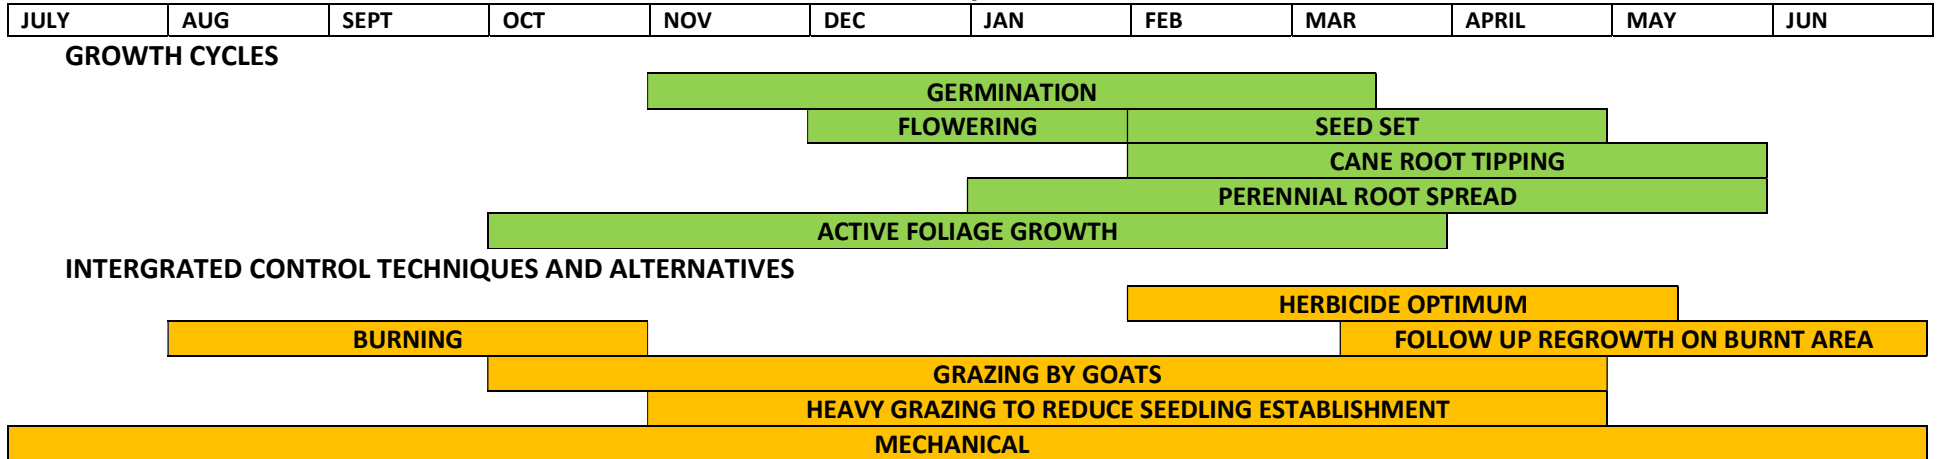 JULY AUG SEPT OCT NOV DEC JAN FEB MAR APRIL MAY JUN
GROWTH CYCLES
GERMINATION
FLOWERING SEED SET
CANE ROOT TIPPING
PERENNIAL ROOT SPREAD
ACTIVE FOLIAGE GROWTH
INTERGRATED CONTROL TECHNIQUES AND ALTERNATIVES
HERBICIDE OPTIMUM
BURNING FOLLOW UP REGROWTH ON BURNT AREA
GRAZING BY GOATS
HEAVY GRAZING TO REDUCE SEEDLING ESTABLISHMENT
MECHANICAL